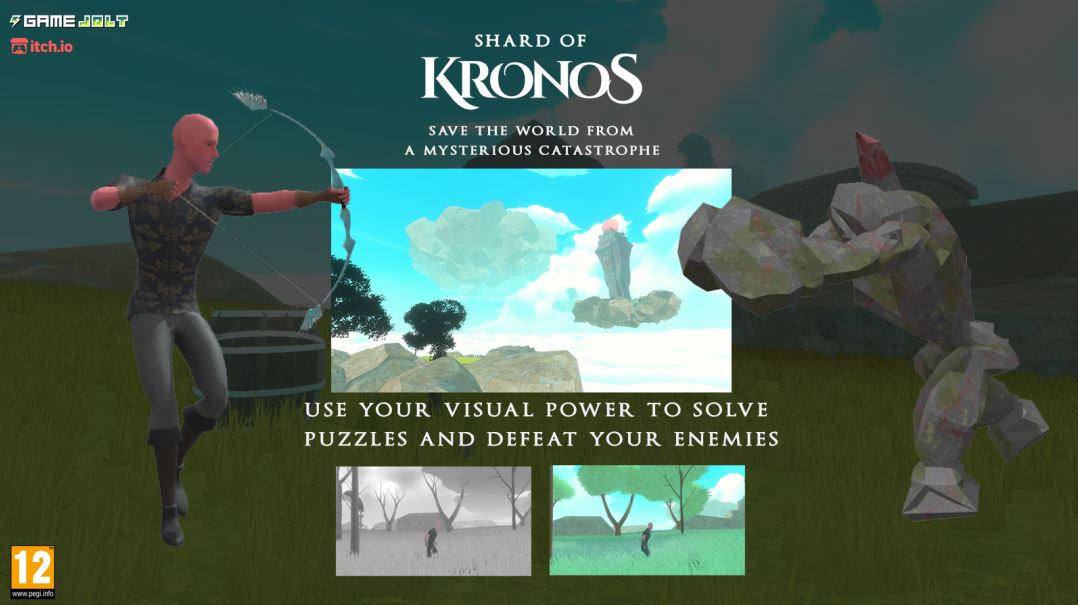 GAME JOLT
itch.io
SHARD OF
KRONOS
SAVE THE WORLD FROM
A MYSTERIOUS CATASTROPHE
USE YOUR VISUAL POWER TO SOLVE
PUZZLES AND DEFEAT YOUR ENEMIES
12
www.pegi.info